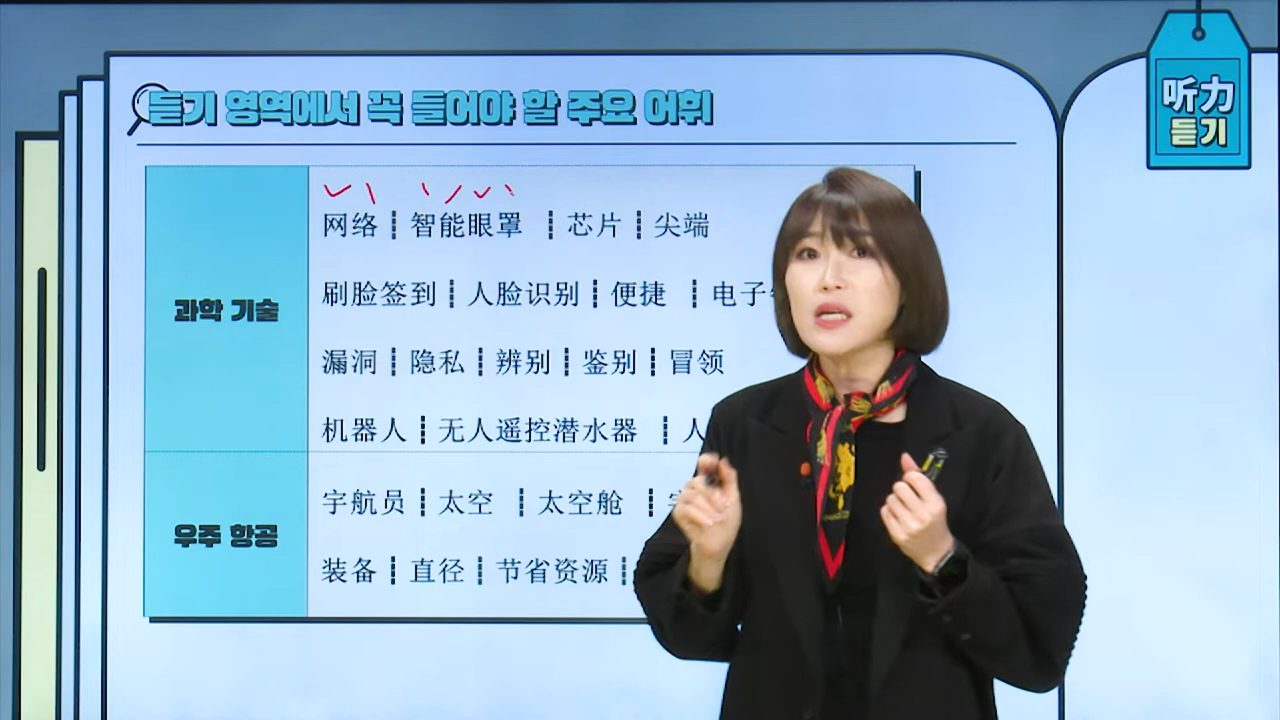 듣기 영역에서 꼭 들어야 할 주요 어휘
听力
듣기
과학 기술
网络 智能眼罩 芯片 尖端
刷脸签到 人脸识别 便捷 电子
漏洞 隐私 辨别 鉴别 冒领
机器人 无人遥控潜水器 人
우주 항공
宇航员 太空 太空舱
装备 直径 节省资源